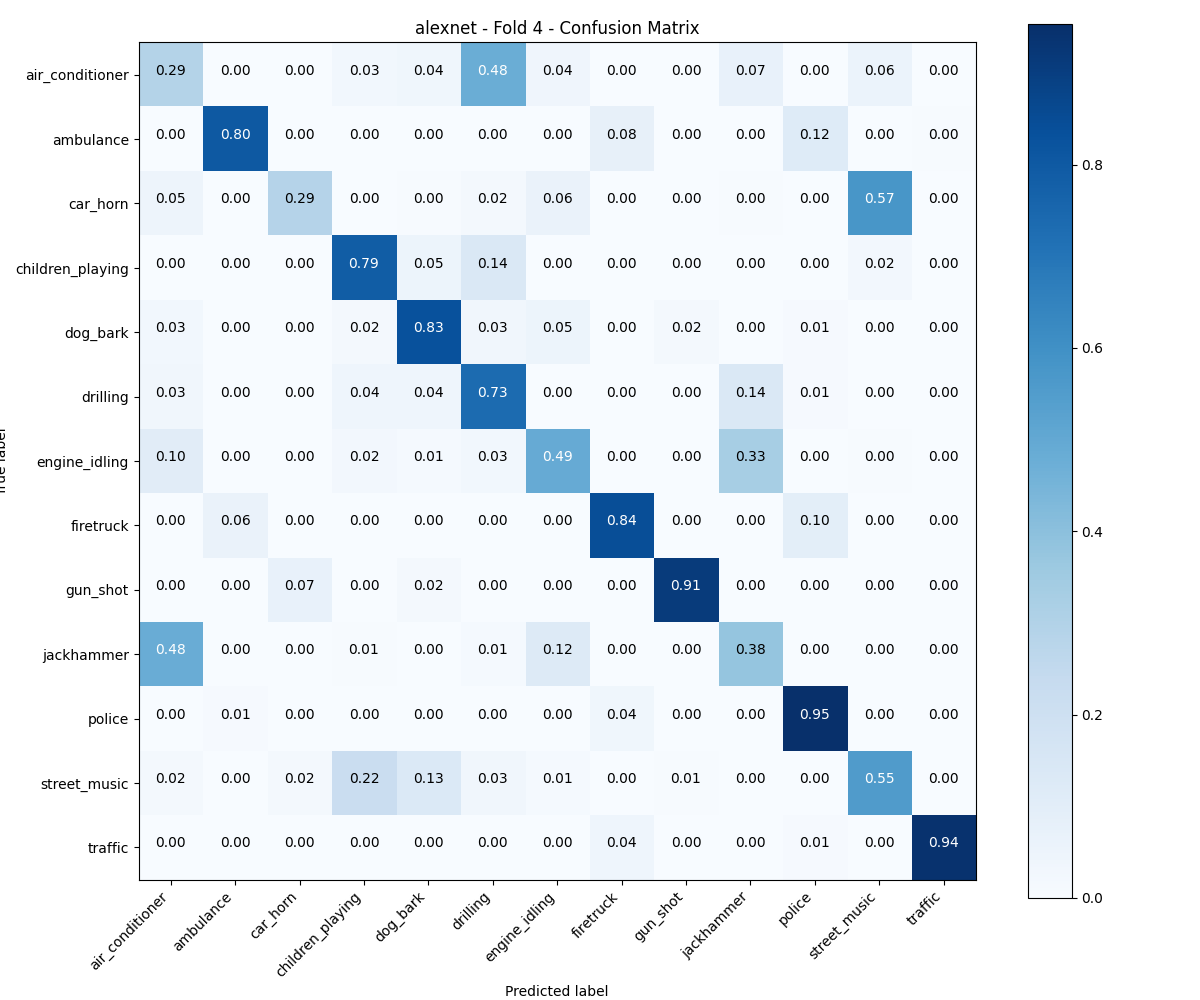 alexnet - Fold 4 - Confusion Matrix
air_conditioner 0.29 0.00 0.00 0.03 0.04 0.48 0.04 0.00 0.00 0.07 0.00 0.06 0.00
ambulance 0.00 0.80 0.00 0.00 0.00 0.00 0.00 0.08 0.00 0.00 0.12 0.00 0.00
car_horn 0.05 0.00 0.29 0.00 0.00 0.02 0.06 0.00 0.00 0.00 0.00 0.57 0.00
children_playing 0.00 0.00 0.00 0.79 0.05 0.14 0.00 0.00 0.00 0.00 0.00 0.02 0.00
dog_bark 0.03 0.00 0.00 0.02 0.83 0.03 0.05 0.00 0.02 0.00 0.01 0.00 0.00
drilling 0.03 0.00 0.00 0.04 0.04 0.73 0.00 0.00 0.00 0.14 0.01 0.00 0.00
engine_idling 0.10 0.00 0.00 0.02 0.01 0.03 0.49 0.00 0.00 0.33 0.00 0.00 0.00
firetruck 0.00 0.06 0.00 0.00 0.00 0.00 0.00 0.84 0.00 0.00 0.10 0.00 0.00
gun_shot 0.00 0.00 0.07 0.00 0.02 0.00 0.00 0.00 0.91 0.00 0.00 0.00 0.00
jackhammer 0.48 0.00 0.00 0.01 0.00 0.01 0.12 0.00 0.00 0.38 0.00 0.00 0.00
police 0.00 0.01 0.00 0.00 0.00 0.00 0.00 0.04 0.00 0.00 0.95 0.00 0.00
street_music 0.02 0.00 0.02 0.22 0.13 0.03 0.01 0.00 0.01 0.00 0.00 0.55 0.00
traffic 0.00 0.00 0.00 0.00 0.00 0.00 0.00 0.04 0.00 0.00 0.01 0.00 0.94
air_conditioner ambulance car_horn children_playing dog_bark drilling engine_idling firetruck gun_shot jackhammer police street_music traffic
Predicted label
label
0.8
0.6
0.4
0.2
0.0